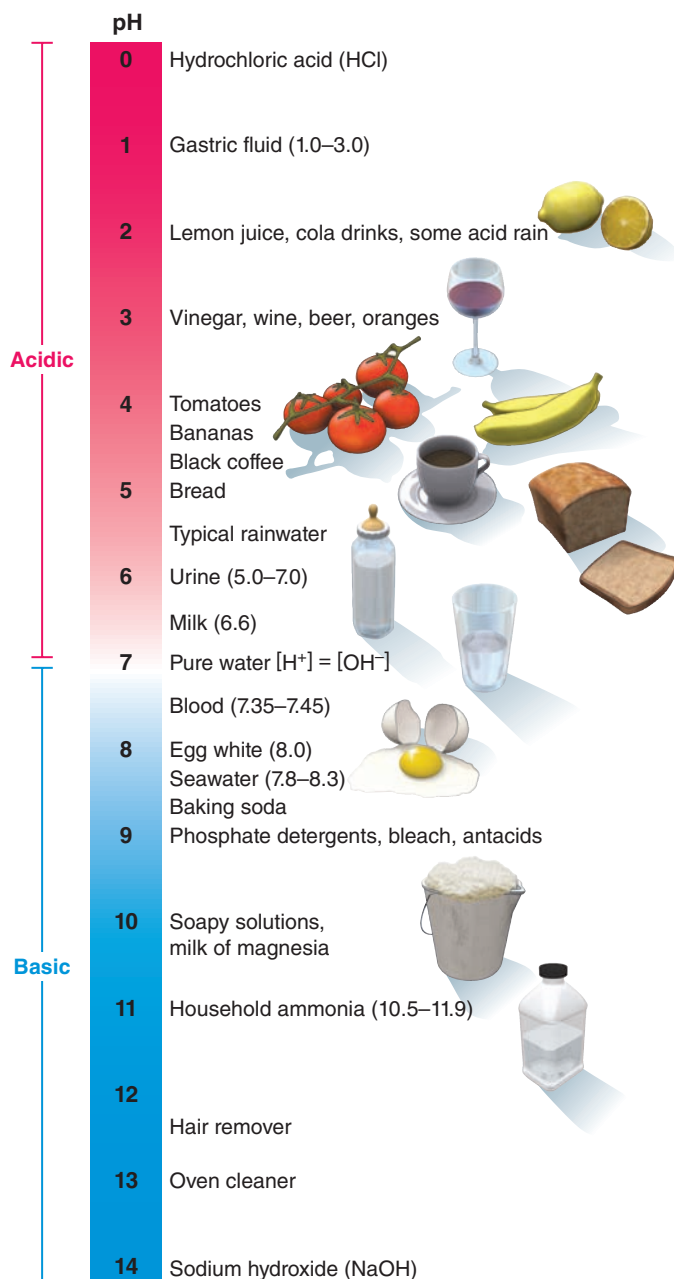 pH
0 Hydrochloric acid (HCl)
1 Gastric fluid (1.0–3.0)
2 Lemon juice, cola drinks, some acid rain
3 Vinegar, wine, beer, oranges
Acidic
4 Tomatoes
Bananas
Black coffee
5 Bread
Typical rainwater
6 Urine (5.0–7.0)
Milk (6.6)
7 Pure water [H⁺] = [OH⁻]
Blood (7.35–7.45)
8 Egg white (8.0)
Seawater (7.8–8.3)
Baking soda
9 Phosphate detergents, bleach, antacids
10 Soapy solutions,
milk of magnesia
Basic
11 Household ammonia (10.5–11.9)
12
Hair remover
13 Oven cleaner
14 Sodium hydroxide (NaOH)